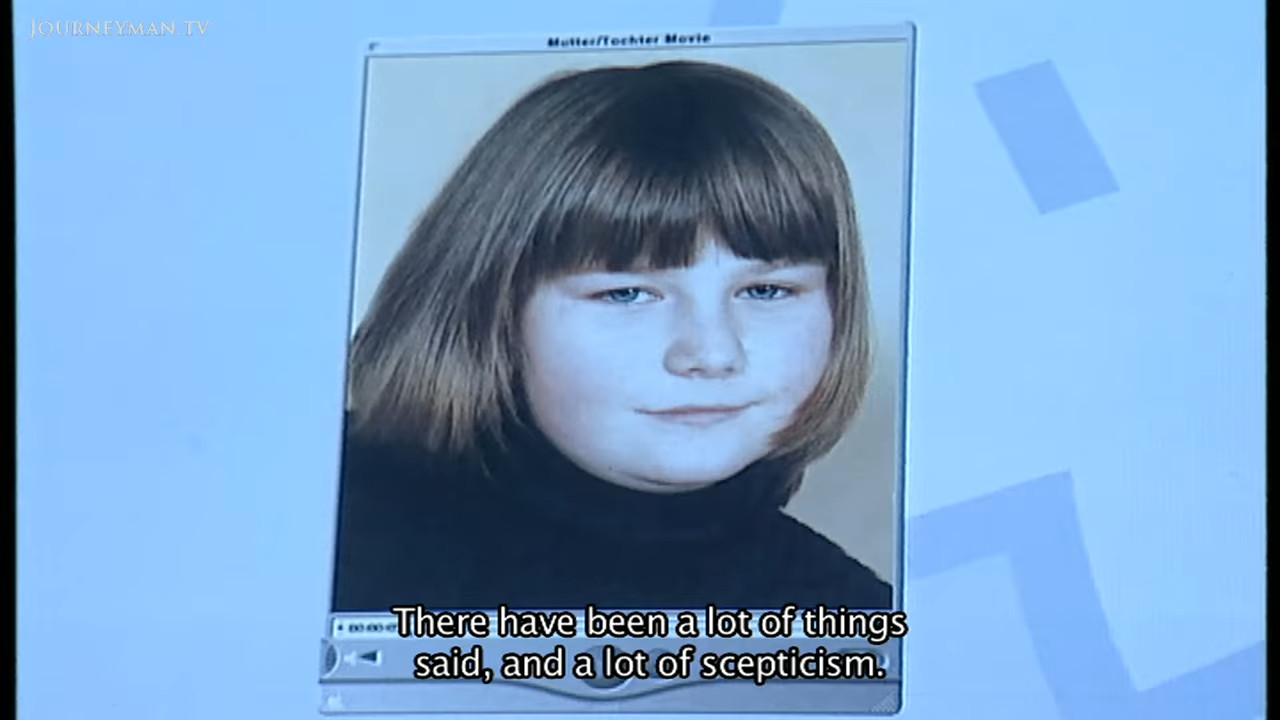 JOURNEYMAN.TV
Mutter/Tochter Movie
There have been a lot of things
said, and a lot of scepticism.